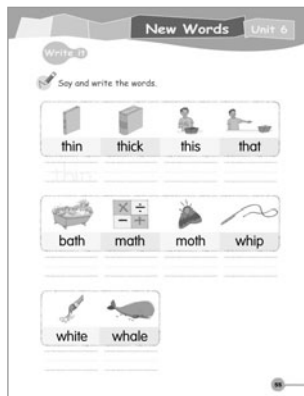 New Words Unit 6
Write it
Say and write the words.
thin thick this that
thin
bath math moth whip
white whale